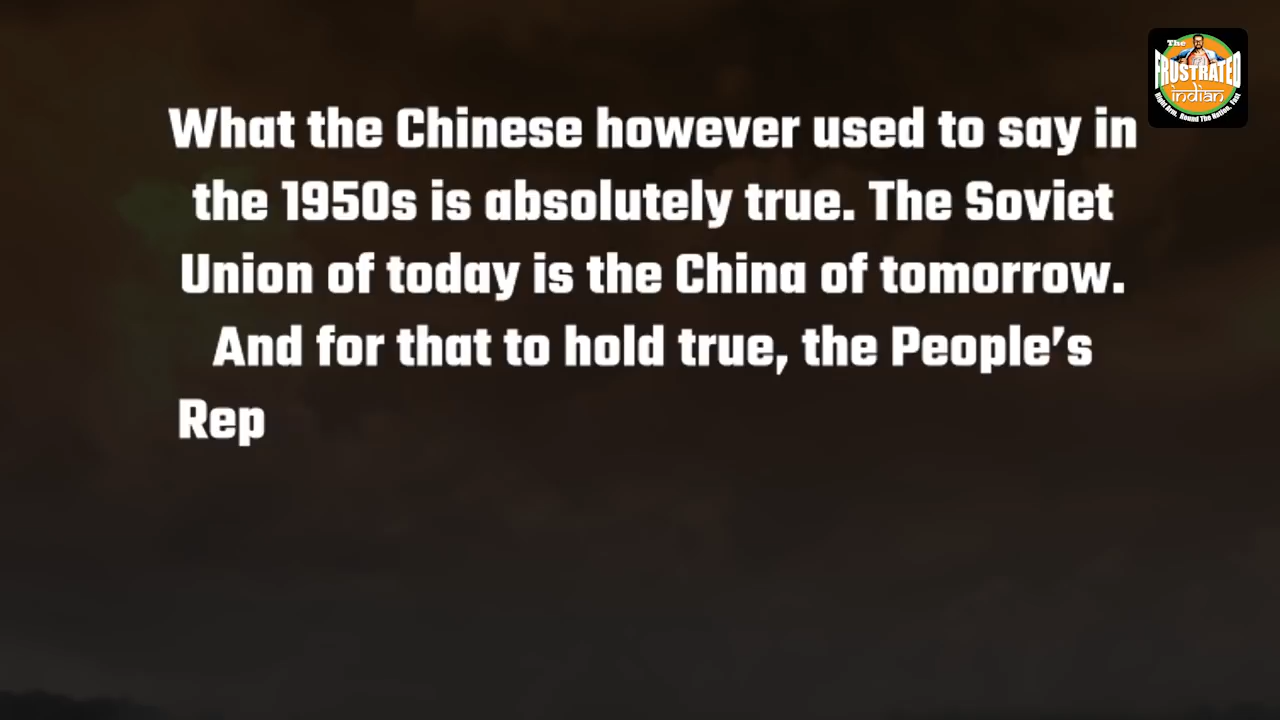 What the Chinese however used to say in
the 1950s is absolutely true. The Soviet
Union of today is the China of tomorrow.
And for that to hold true, the People’s
Rep
The
FRUSTRATED
indian